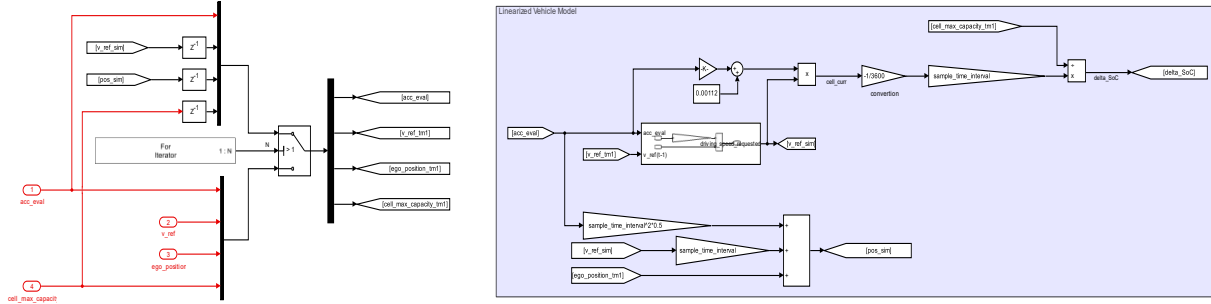 [v_ref_sim]
z-1
[pos_sim]
z-1
z-1
For
Iterator
1 : N
N
> 1
[acc_eval]
[v_ref_tm1]
[ego_position_tm1]
[cell_max_capacity_tm1]
1
acc_eval
2
v_ref
3
ego_position
4
cell_max_capacit
Linearized Vehicle Model
[cell_max_capacity_tm1]
-K-
+
+
0.00112
x
cell_curr
-1/3600
convertion
sample_time_interval
÷
x
delta_SoC
[delta_SoC]
[acc_eval]
acc_eval
driving_speed_requested
[v_ref_tm1]
v_ref(t-1)
[v_ref_sim]
sample_time_interval^2*0.5
+
[v_ref_sim]
sample_time_interval
+
[pos_sim]
[ego_position_tm1]
+